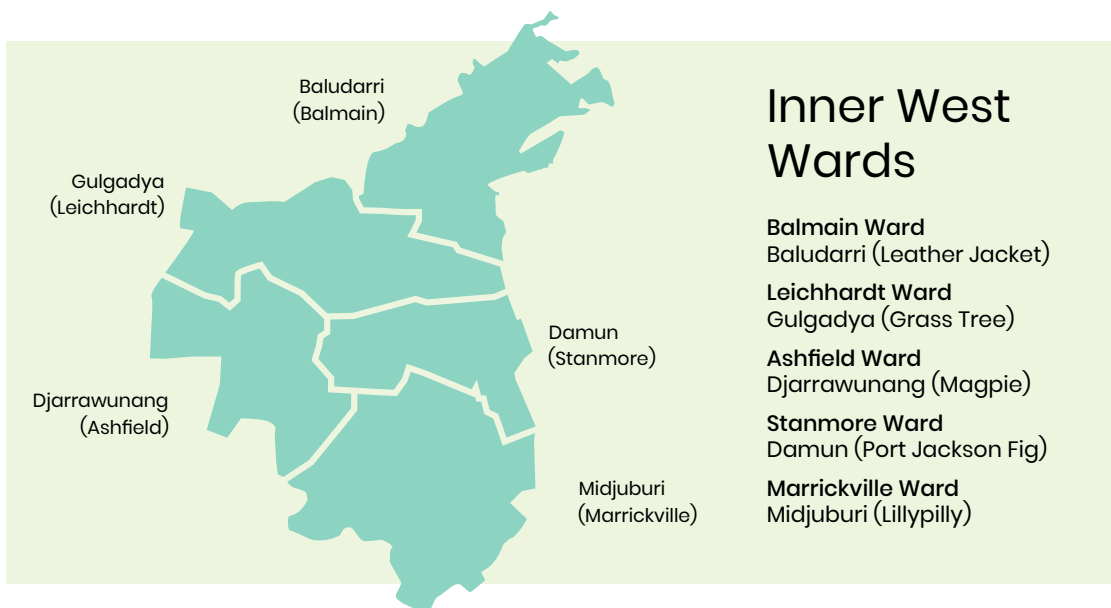 Baludarri
(Balmain)
Gulgadya
(Leichhardt)
Damun
(Stanmore)
Djarrawunang
(Ashfield)
Midjuburi
(Marrickville)
Inner West
Wards
Balmain Ward
Baludarri (Leather Jacket)
Leichhardt Ward
Gulgadya (Grass Tree)
Ashfield Ward
Djarrawunang (Magpie)
Stanmore Ward
Damun (Port Jackson Fig)
Marrickville Ward
Midjuburi (Lillypilly)